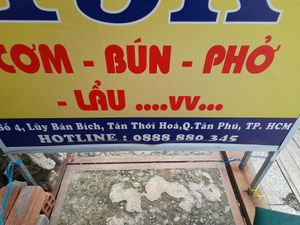 CƠM - BÚN - PHỞ
- LẨU ....vv...
Số 4, Lũy Bán Bích, Tân Thới Hoà,Q.Tân Phú, TP. HCM
HOTLINE : 0888 880 345